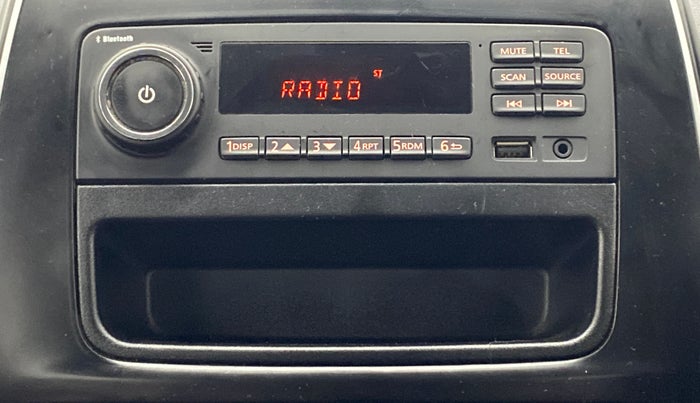 Bluetooth
MUTE TEL
ST
RADIO
SCAN SOURCE
1DISP 2 3 4RPT 5RDM 6